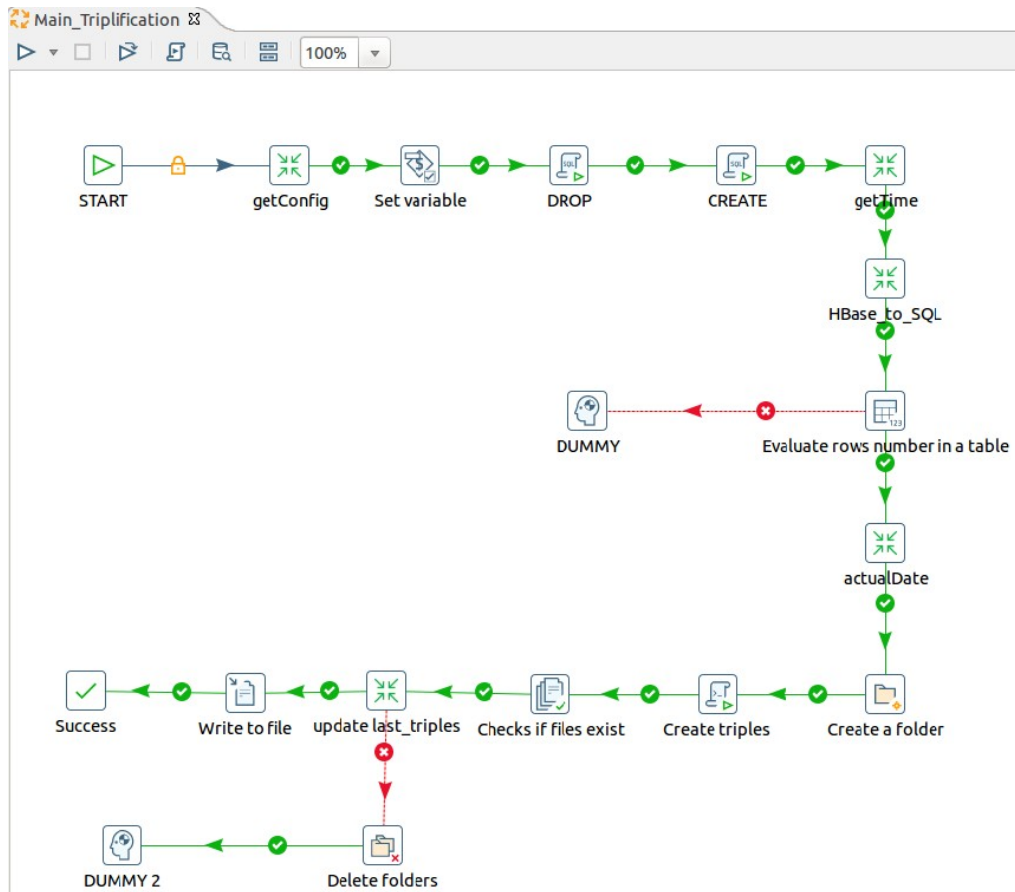 Main_Triplification
100%
START
getConfig
Set variable
DROP
CREATE
getTime
HBase_to_SQL
DUMMY
Evaluate rows number in a table
actualDate
Success
Write to file
update last_triples
Checks if files exist
Create triples
Create a folder
DUMMY 2
Delete folders